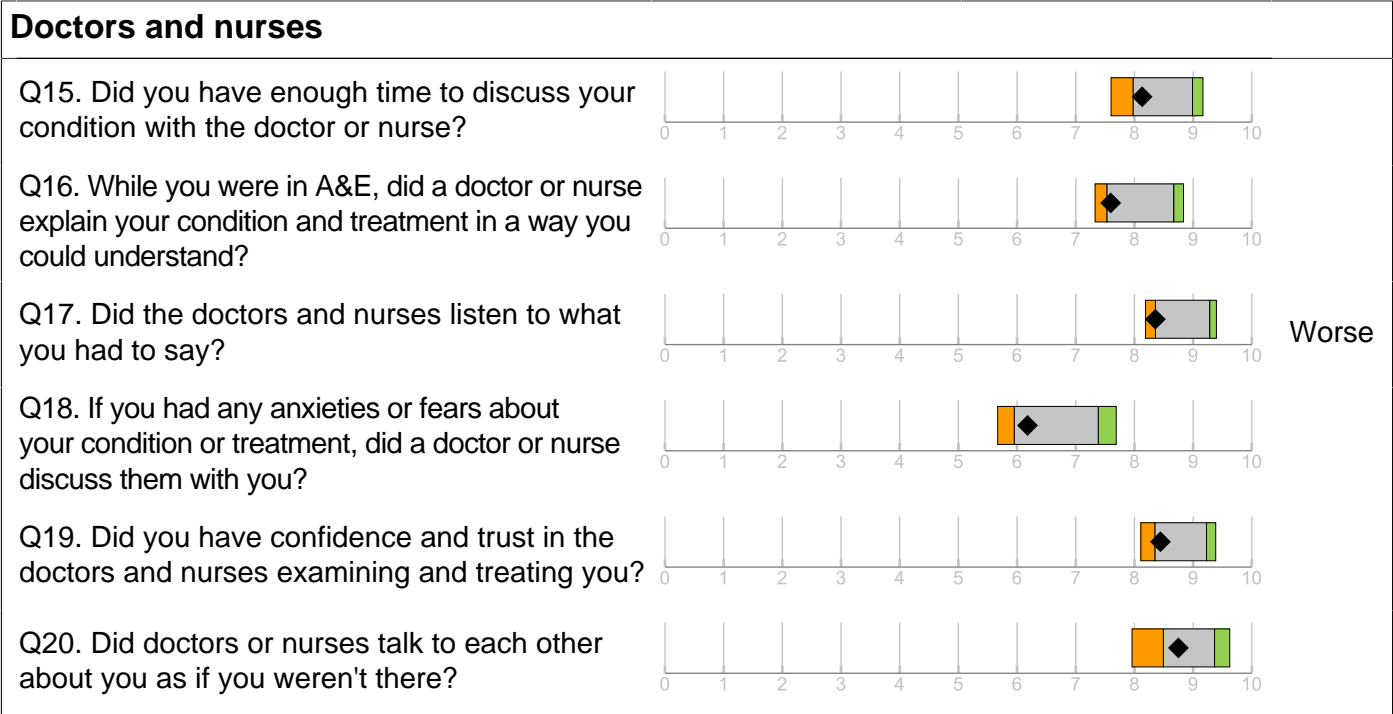 Doctors and nurses
Q15. Did you have enough time to discuss your
condition with the doctor or nurse?
0 1 2 3 4 5 6 7 8 9 10
Q16. While you were in A&E, did a doctor or nurse
explain your condition and treatment in a way you
could understand?
0 1 2 3 4 5 6 7 8 9 10
Q17. Did the doctors and nurses listen to what
you had to say?
0 1 2 3 4 5 6 7 8 9 10
Worse
Q18. If you had any anxieties or fears about
your condition or treatment, did a doctor or nurse
discuss them with you?
0 1 2 3 4 5 6 7 8 9 10
Q19. Did you have confidence and trust in the
doctors and nurses examining and treating you?
0 1 2 3 4 5 6 7 8 9 10
Q20. Did doctors or nurses talk to each other
about you as if you weren't there?
0 1 2 3 4 5 6 7 8 9 10